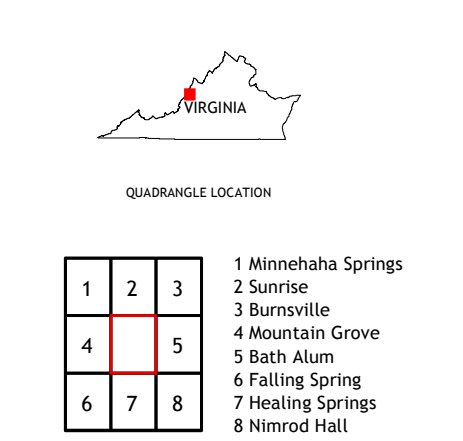 VIRGINIA
QUADRANGLE LOCATION
1 2 3
4 5
6 7 8
1 Minnehaha Springs
2 Sunrise
3 Burnsville
4 Mountain Grove
5 Bath Alum
6 Falling Spring
7 Healing Springs
8 Nimrod Hall